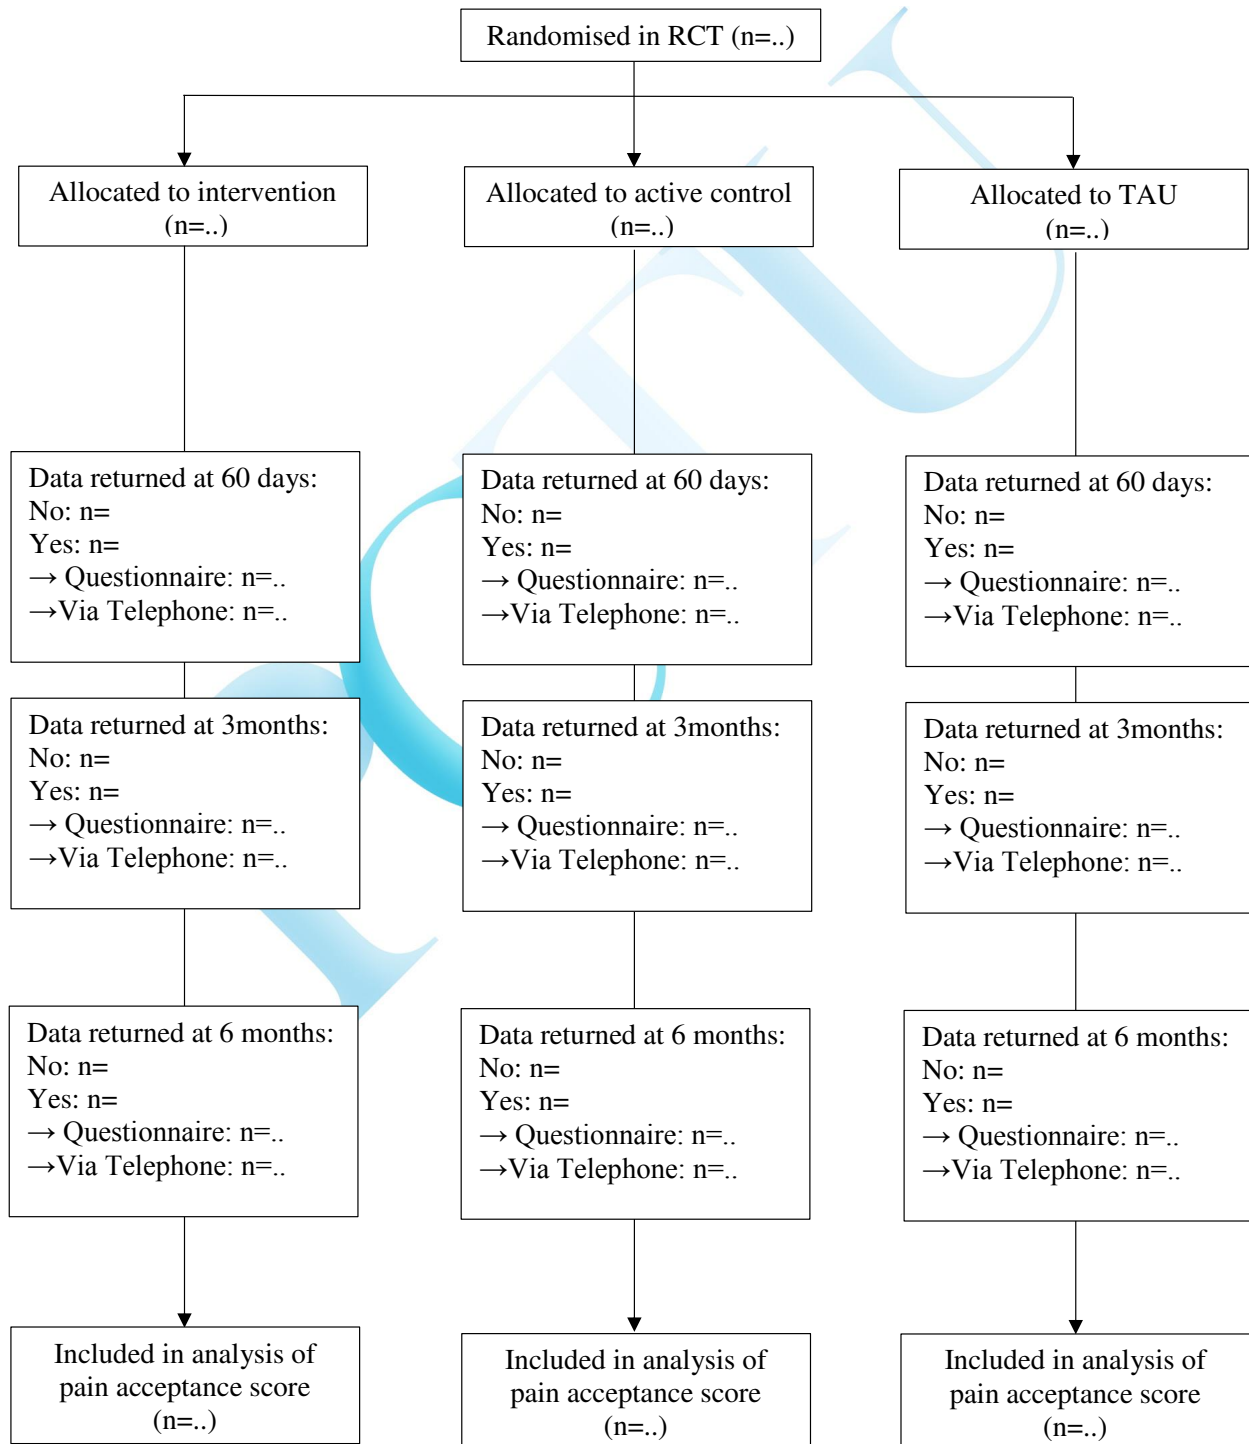 Randomised in RCT (n=..)
Allocated to intervention
(n=..)
Allocated to active control
(n=..)
Allocated to TAU
(n=..)
Data returned at 60 days:
No: n=
Yes: n=
→ Questionnaire: n=..
→Via Telephone: n=..
Data returned at 60 days:
No: n=
Yes: n=
→ Questionnaire: n=..
→Via Telephone: n=..
Data returned at 60 days:
No: n=
Yes: n=
→ Questionnaire: n=..
→Via Telephone: n=..
Data returned at 3months:
No: n=
Yes: n=
→ Questionnaire: n=..
→Via Telephone: n=..
Data returned at 3months:
No: n=
Yes: n=
→ Questionnaire: n=..
→Via Telephone: n=..
Data returned at 3months:
No: n=
Yes: n=
→ Questionnaire: n=..
→Via Telephone: n=..
Data returned at 6 months:
No: n=
Yes: n=
→ Questionnaire: n=..
→Via Telephone: n=..
Data returned at 6 months:
No: n=
Yes: n=
→ Questionnaire: n=..
→Via Telephone: n=..
Data returned at 6 months:
No: n=
Yes: n=
→ Questionnaire: n=..
→Via Telephone: n=..
Included in analysis of
pain acceptance score
(n=..)
Included in analysis of
pain acceptance score
(n=..)
Included in analysis of
pain acceptance score
(n=..)